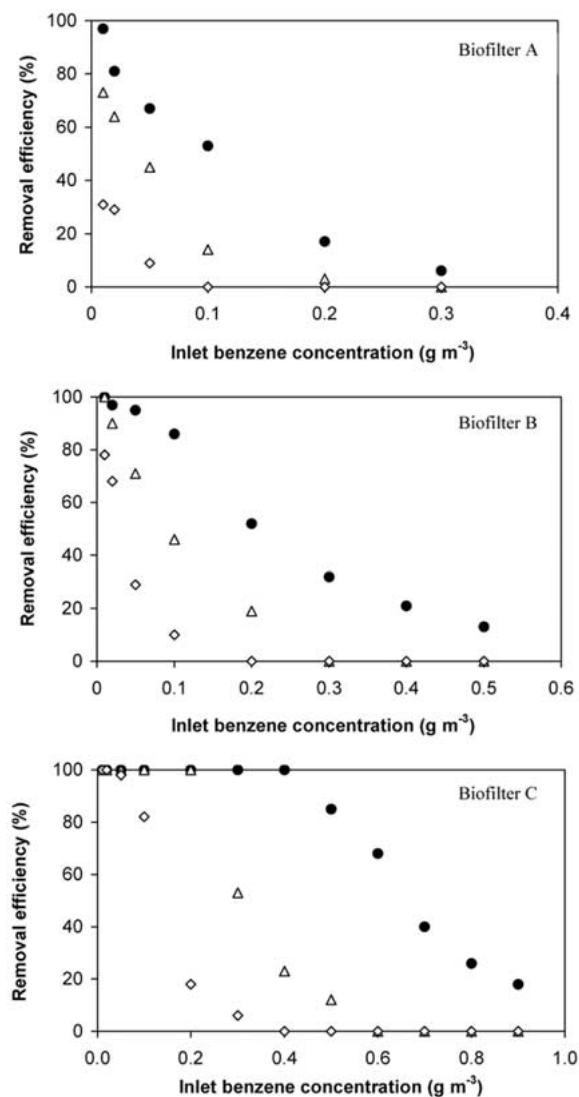 100
Biofilter A
80
60
40
20
0
0 0.1 0.2 0.3 0.4
Removal efficiency (%)
Inlet benzene concentration (g m⁻³)
100
Biofilter B
80
60
40
20
0
0 0.1 0.2 0.3 0.4 0.5 0.6
Removal efficiency (%)
Inlet benzene concentration (g m⁻³)
100
Biofilter C
80
60
40
20
0
0.0 0.2 0.4 0.6 0.8 1.0
Removal efficiency (%)
Inlet benzene concentration (g m⁻³)